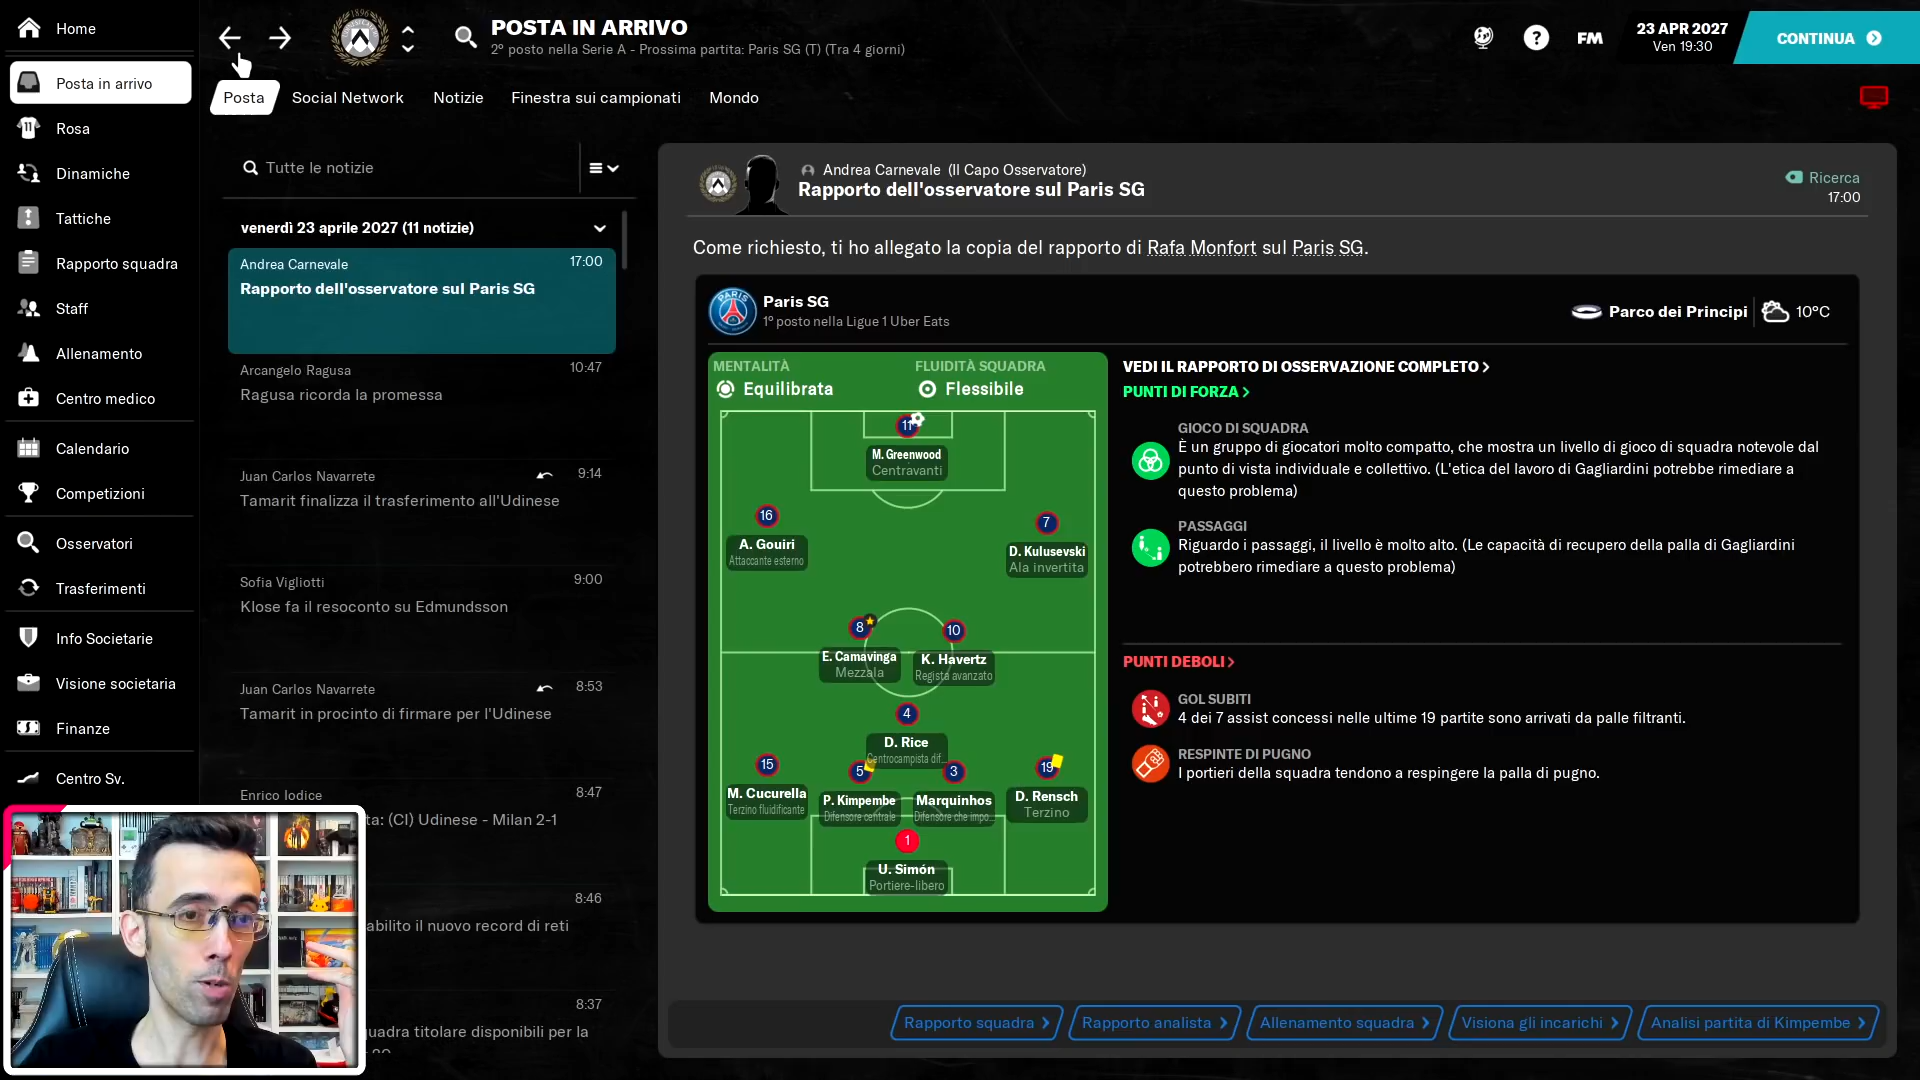 Home
Posta in arrivo
Rosa
Dinamiche
Tattiche
Rapporto squadra
Staff
Allenamento
Centro medico
Calendario
Competizioni
Osservatori
Trasferimenti
Info Societarie
Visione societaria
Finanze
Centro Sv.
POSTA IN ARRIVO
2º posto nella Serie A - Prossima partita: Paris SG (T) (Tra 4 giorni)
FM
23 APR 2027
Ven 19:30
CONTINUA
Posta
Social Network
Notizie
Finestra sui campionati
Mondo
Tutte le notizie
venerdì 23 aprile 2027 (11 notizie)
Andrea Carnevale 17:00
Rapporto dell'osservatore sul Paris SG
Arcangelo Ragusa 10:47
Ragusa ricorda la promessa
Juan Carlos Navarrete 9:14
Tamarit finalizza il trasferimento all'Udinese
Sofia Vigliotti 9:00
Klose fa il resoconto su Edmundsson
Juan Carlos Navarrete 8:53
Tamarit in procinto di firmare per l'Udinese
Enrico Iodice 8:47
ta: (CI) Udinese - Milan 2-1
8:46
abilito il nuovo record di reti
8:37
quadra titolare disponibili per la
Andrea Carnevale (Il Capo Osservatore)
Rapporto dell'osservatore sul Paris SG
Ricerca
17:00
Come richiesto, ti ho allegato la copia del rapporto di Rafa Monfort sul Paris SG.
Paris SG
1º posto nella Ligue 1 Uber Eats
Parco dei Principi
10°C
MENTALITÀ
Equilibrata
FLUIDITÀ SQUADRA
Flessibile
11
M. Greenwood
Centravanti
16
A. Gouiri
Attaccante esterno
7
D. Kulusevski
Ala invertita
8
E. Camavinga
Mezzala
10
K. Havertz
Regista avanzato
4
D. Rice
Centrocampista dif...
15
M. Cucurella
Terzino fluidificante
5
P. Kimpembe
Difensore centrale
3
Marquinhos
Difensore che impo...
19
D. Rensch
Terzino
1
U. Simón
Portiere-libero
VEDI IL RAPPORTO DI OSSERVAZIONE COMPLETO
PUNTI DI FORZA
GIOCO DI SQUADRA
È un gruppo di giocatori molto compatto, che mostra un livello di gioco di squadra notevole dal
punto di vista individuale e collettivo. (L'etica del lavoro di Gagliardini potrebbe rimediare a
questo problema)
PASSAGGI
Riguardo i passaggi, il livello è molto alto. (Le capacità di recupero della palla di Gagliardini
potrebbero rimediare a questo problema)
PUNTI DEBOLI
GOL SUBITI
4 dei 7 assist concessi nelle ultime 19 partite sono arrivati da palle filtranti.
RESPINTE DI PUGNO
I portieri della squadra tendono a respingere la palla di pugno.
Rapporto squadra
Rapporto analista
Allenamento squadra
Visiona gli incarichi
Analisi partita di Kimpembe